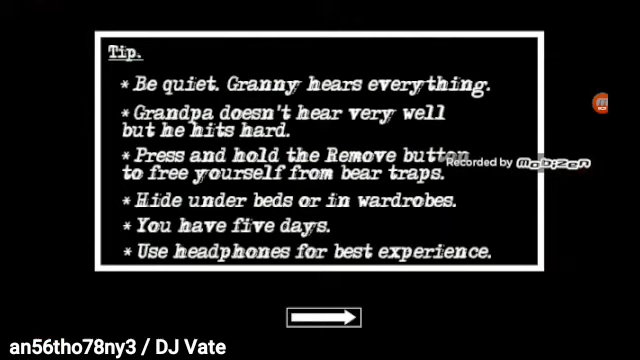 Tip.
* Be quiet. Granny hears everything.
* Grandpa doesn't hear very well
but he hits hard.
* Press and hold the Remove button
to free yourself from bear traps.
Recorded by mobizen
* Hide under beds or in wardrobes.
* You have five days.
* Use headphones for best experience.
an56tho78ny3 / DJ Vate